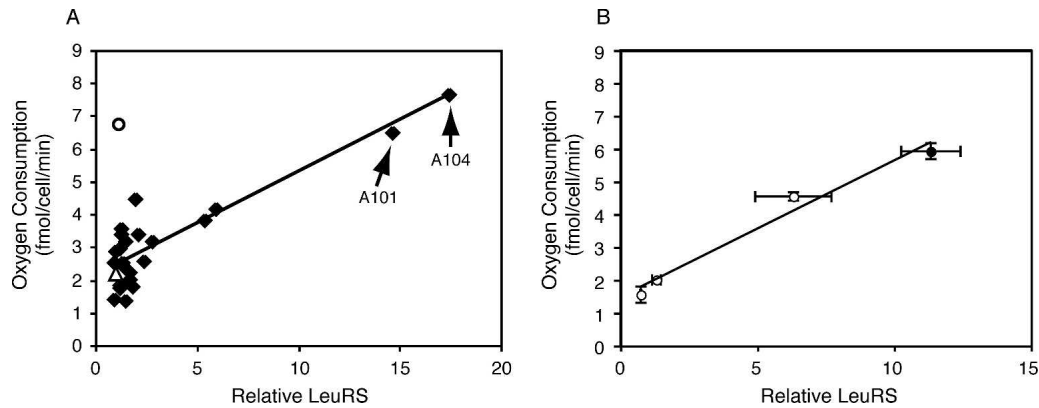 A
Oxygen Consumption
(fmol/cell/min)
9
8
7
6
5
4
3
2
1
0
A104
A101
0 5 10 15 20
Relative LeuRS
B
Oxygen Consumption
(fmol/cell/min)
9
8
7
6
5
4
3
2
1
0
0 5 10 15
Relative LeuRS